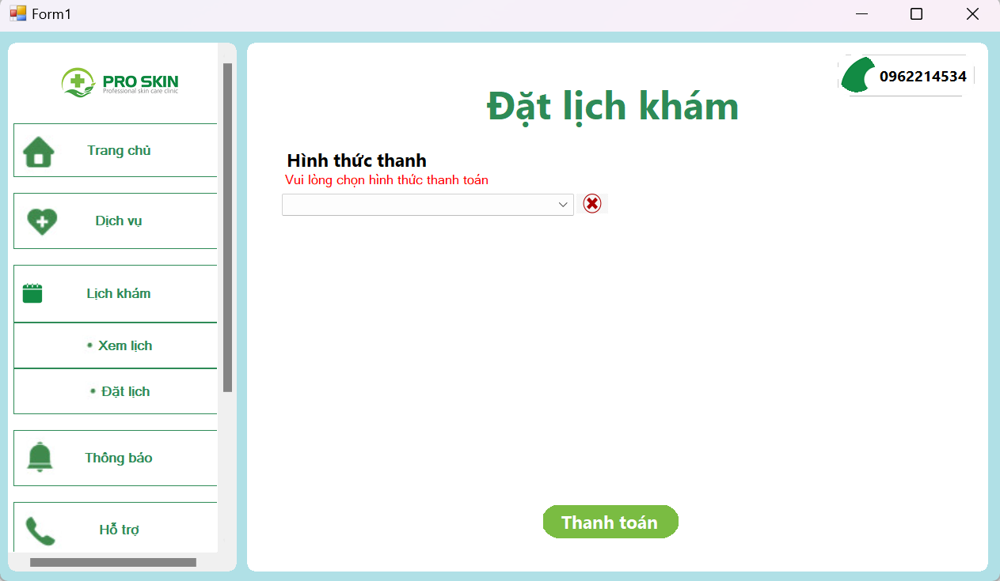 Form1
PRO SKIN
Professional skin care clinic
Trang chủ
Dịch vụ
Lịch khám
• Xem lịch
• Đặt lịch
Thông báo
Hỗ trợ
0962214534
Đặt lịch khám
Hình thức thanh
Vui lòng chọn hình thức thanh toán
Thanh toán